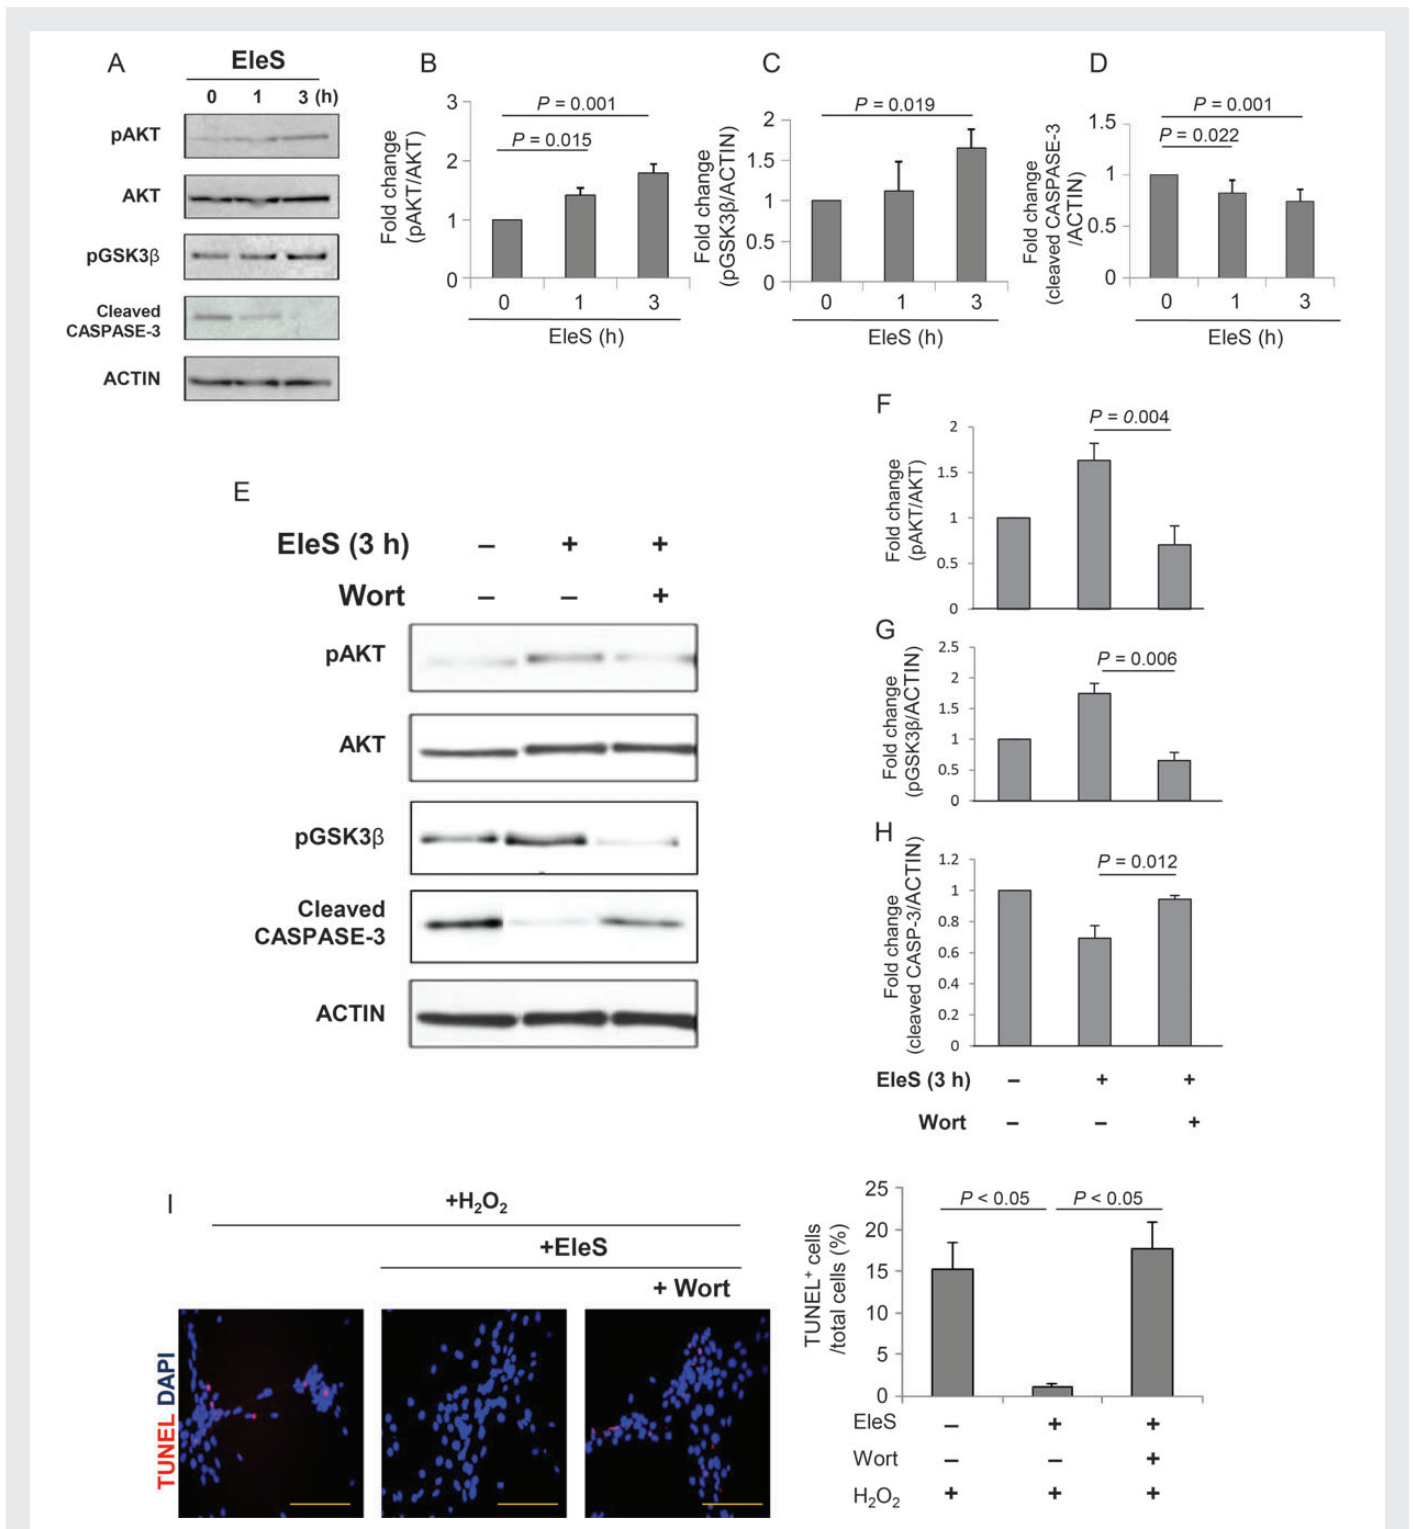 A
EleS
0 1 3 (h)
pAKT
AKT
pGSK3β
Cleaved
CASPASE-3
ACTIN
B
Fold change
(pAKT/AKT)
3
2
1
0
P = 0.001
P = 0.015
0 1 3
EleS (h)
C
Fold change
(pGSK3β/ACTIN)
2
1.5
1
0.5
0
P = 0.019
0 1 3
EleS (h)
D
Fold change
(cleaved CASPASE-3
/ACTIN)
1.5
1
0.5
0
P = 0.001
P = 0.022
0 1 3
EleS (h)
E
EleS (3 h) – + +
Wort – – +
pAKT
AKT
pGSK3β
Cleaved
CASPASE-3
ACTIN
F
Fold change
(pAKT/AKT)
2
1.5
1
0.5
0
P = 0.004
G
Fold change
(pGSK3β/ACTIN)
2.5
2
1.5
1
0.5
0
P = 0.006
H
Fold change
(cleaved CASP-3/ACTIN)
1.2
1
0.8
0.6
0.4
0.2
0
P = 0.012
EleS (3 h) – + +
Wort – – +
I
+H₂O₂
+EleS
+ Wort
TUNEL DAPI
TUNEL⁺ cells
/total cells (%)
25
20
15
10
5
0
P < 0.05 P < 0.05
EleS – + +
Wort – – +
H₂O₂ + + +